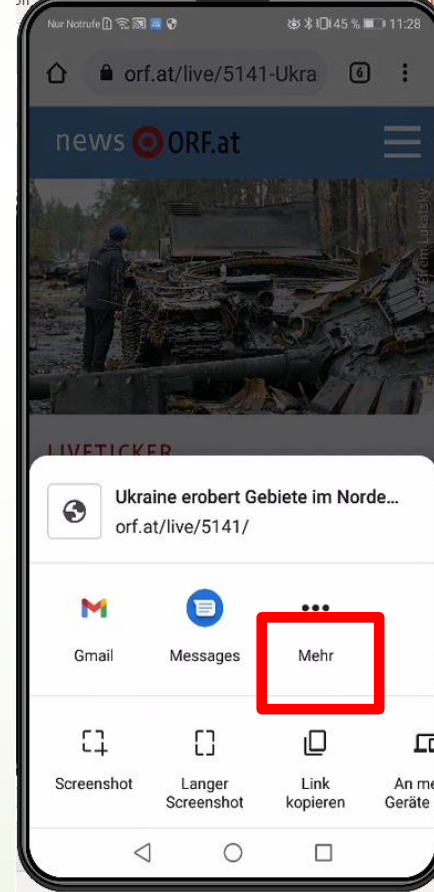 Nur Notrufe 45 % 11:28
orf.at/live/5141-Ukra 6
news ORF.at
LIVETICKER
Ukraine erobert Gebiete im Norde...
orf.at/live/5141/
Gmail Messages Mehr
Screenshot Langer Screenshot Link kopieren An me Geräte